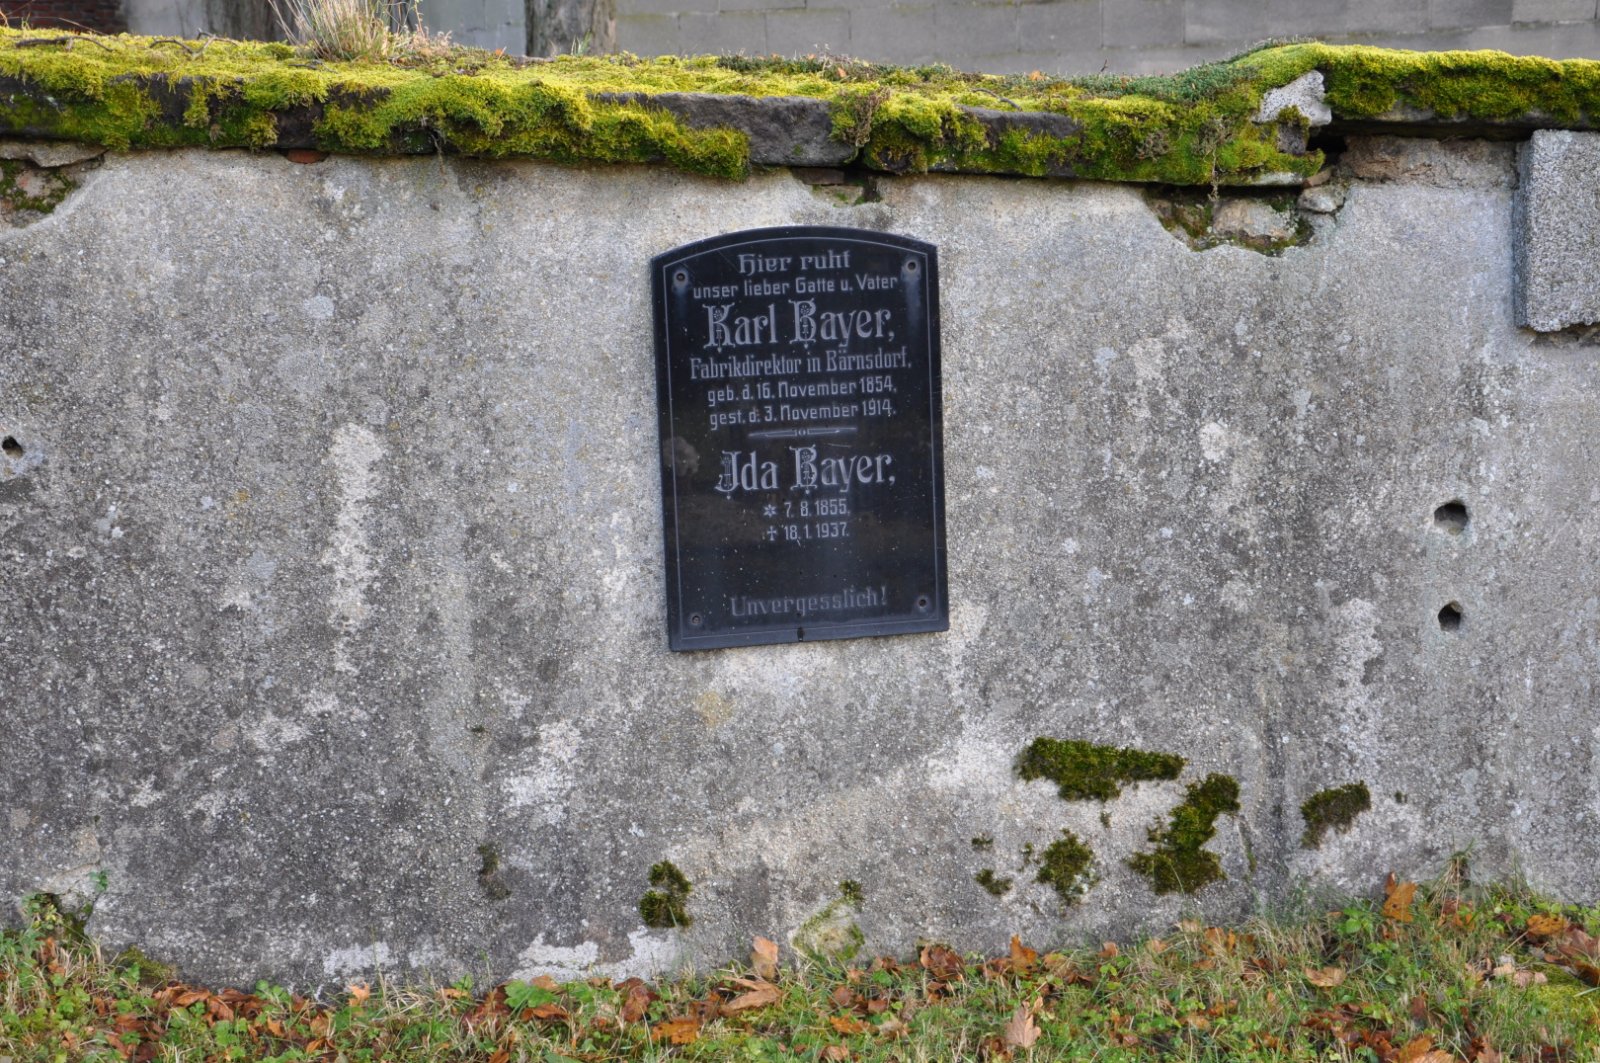 Hier ruht
unser lieber Gatte u. Vater
Karl Bayer,
Fabrikdirektor in Bärnsdorf,
geb. d. 16. November 1854,
gest. d. 3. November 1914.
Ida Bayer,
* 7. 8. 1855,
† 18. 1. 1937.
Unvergesslich!